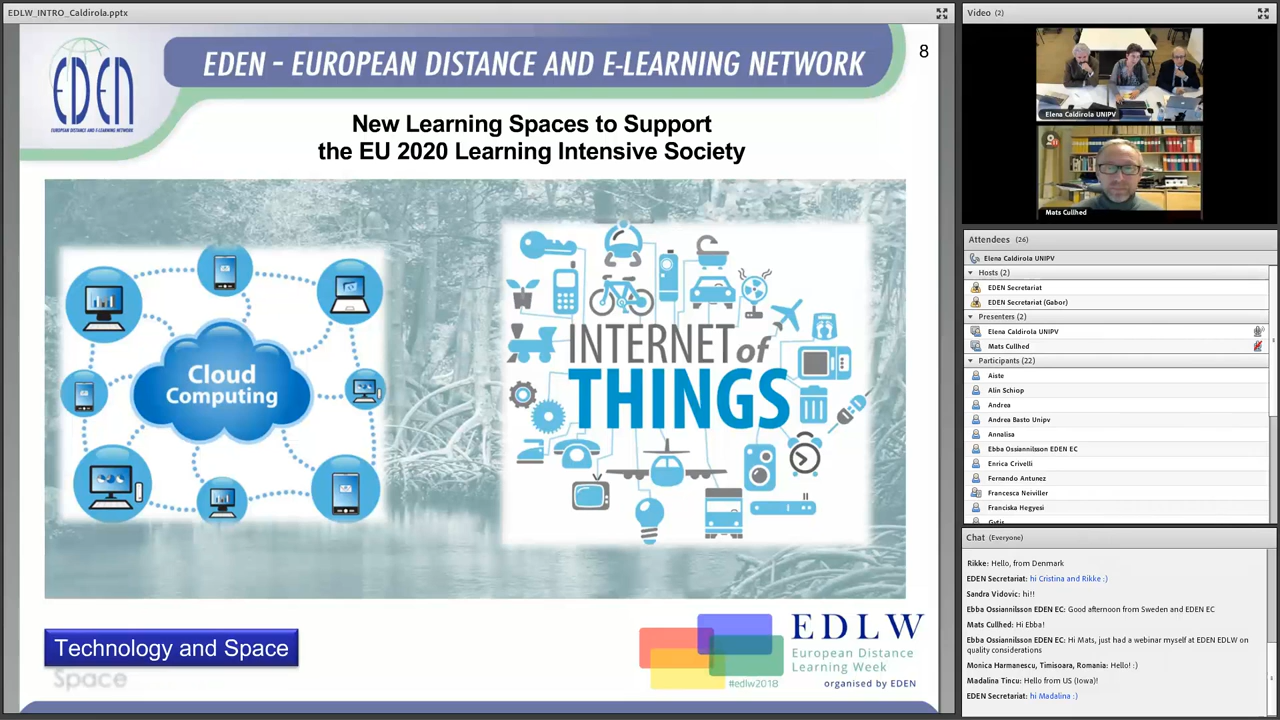 EDLW_INTRO_Caldirola.pptx
EDEN
EUROPEAN DISTANCE AND E-LEARNING NETWORK
EDEN - EUROPEAN DISTANCE AND E-LEARNING NETWORK
8
New Learning Spaces to Support
the EU 2020 Learning Intensive Society
Cloud
Computing
INTERNET of
THINGS
Technology and Space
Space
EDLW
European Distance
Learning Week
#edlw2018
organised by EDEN
Video (2)
Elena Caldirola UNIPV
Mats Cullhed
Attendees (26)
Elena Caldirola UNIPV
Hosts (2)
EDEN Secretariat
EDEN Secretariat (Gabor)
Presenters (2)
Elena Caldirola UNIPV
Mats Cullhed
Participants (22)
Aiste
Alin Schiop
Andrea
Andrea Basto Unipv
Annalisa
Ebba Ossiannilsson EDEN EC
Enrica Crivelli
Fernando Antunez
Francesca Neiviller
Franciska Hegyesi
Gytis
Chat (Everyone)
Rikke: Hello, from Denmark
EDEN Secretariat: hi Cristina and Rikke :)
Sandra Vidovic: hi!!
Ebba Ossiannilsson EDEN EC: Good afternoon from Sweden and EDEN EC
Mats Cullhed: Hi Ebba!
Ebba Ossiannilsson EDEN EC: Hi Mats, just had a webinar myself at EDEN EDLW on
quality considerations
Monica Harmanescu, Timisoara, Romania: Hello! :)
Madalina Tincu: Hello from US (Iowa)!
EDEN Secretariat: hi Madalina :)